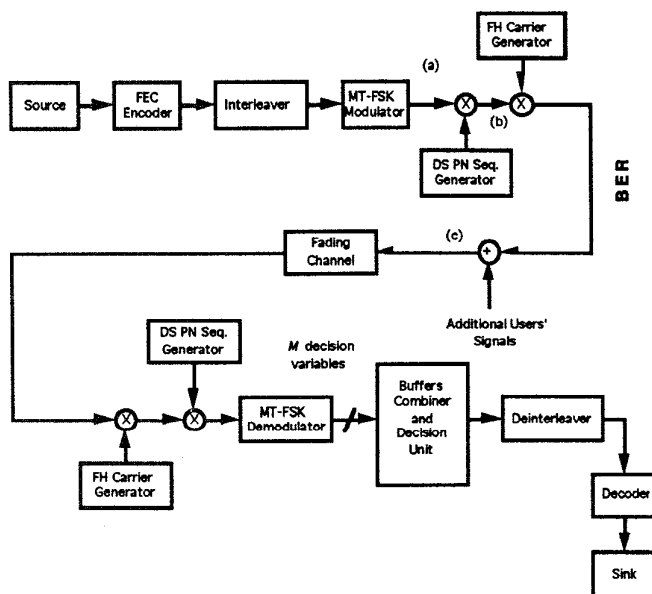 FH Carrier
Generator
(a)
Source
FEC
Encoder
Interleaver
MT-FSK
Modulator
X
X
(b)
DS PN Seq.
Generator
BER
(c)
Fading
Channel
+
Additional Users'
Signals
DS PN Seq.
Generator
M decision
variables
Buffers
Combiner
and
Decision
Unit
X
X
MT-FSK
Demodulator
Deinterleaver
FH Carrier
Generator
Decoder
Sink